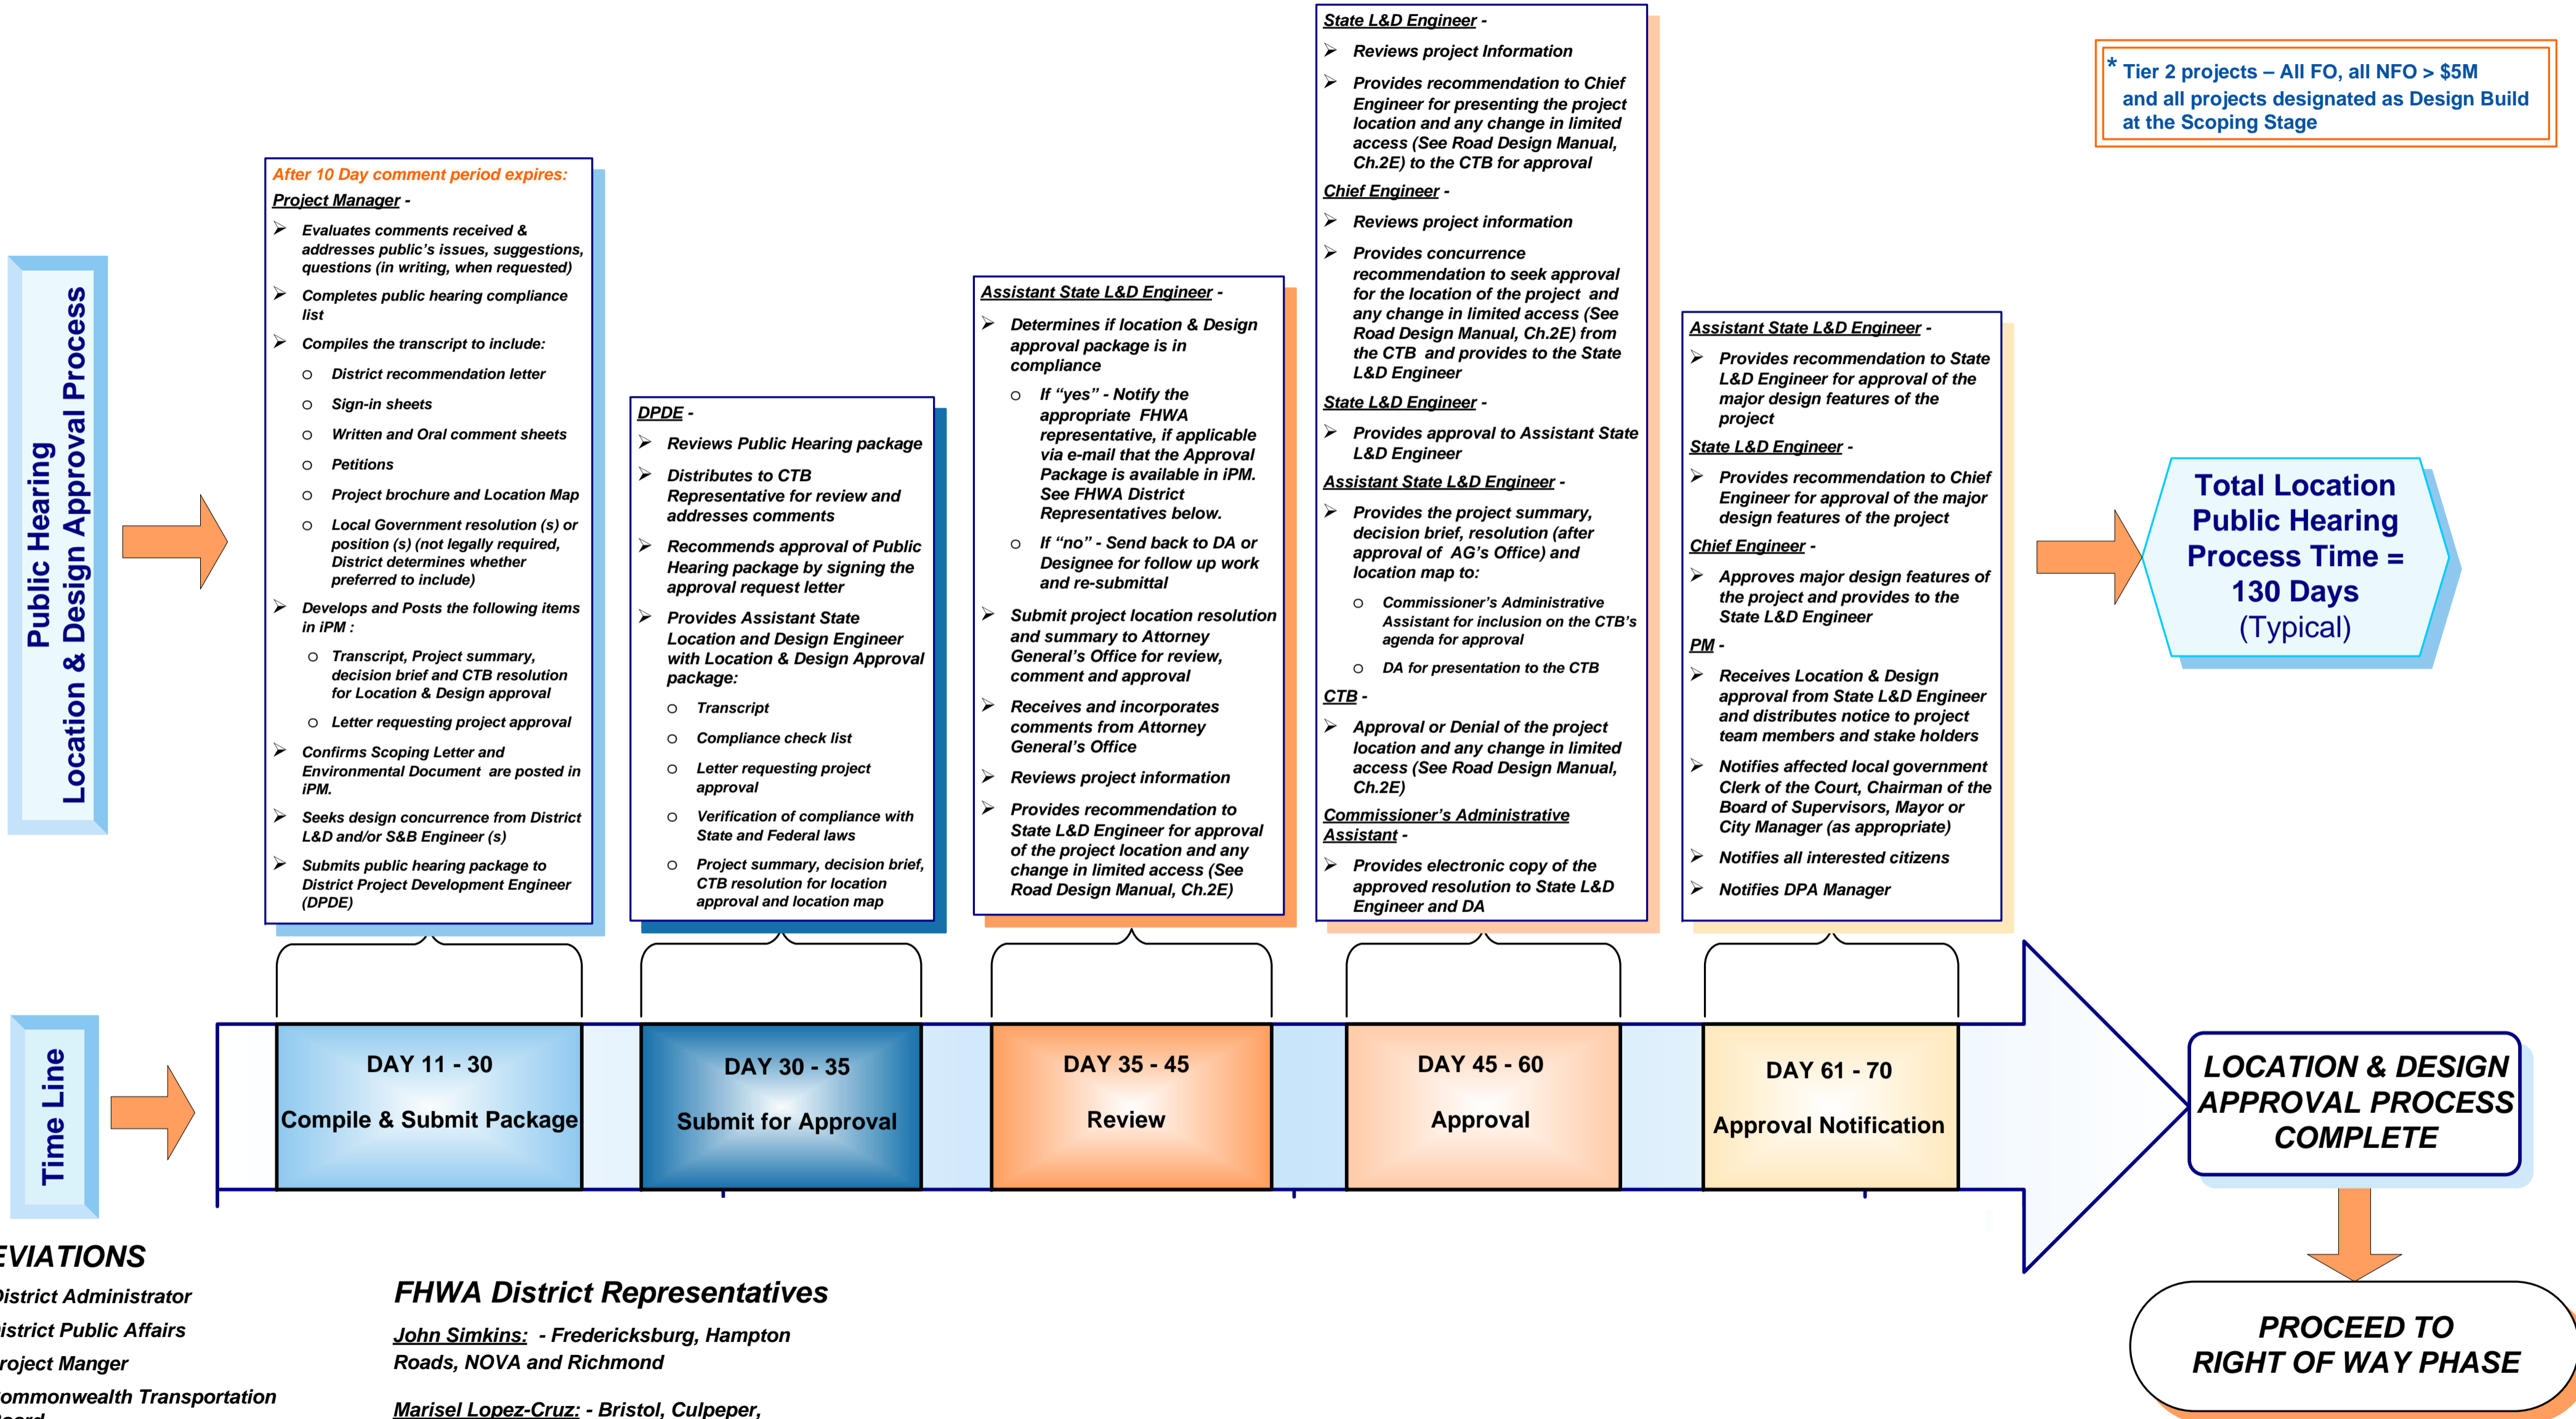 Public Hearing
Location & Design Approval Process
After 10 Day comment period expires:
Project Manager -
➢ Evaluates comments received &
addresses public's issues, suggestions,
questions (in writing, when requested)
➢ Completes public hearing compliance
list
➢ Compiles the transcript to include:
o District recommendation letter
o Sign-in sheets
o Written and Oral comment sheets
o Petitions
o Project brochure and Location Map
o Local Government resolution (s) or
position (s) (not legally required,
District determines whether
preferred to include)
➢ Develops and Posts the following items
in iPM :
o Transcript, Project summary,
decision brief and CTB resolution
for Location & Design approval
o Letter requesting project approval
➢ Confirms Scoping Letter and
Environmental Document are posted in
iPM.
➢ Seeks design concurrence from District
L&D and/or S&B Engineer (s)
➢ Submits public hearing package to
District Project Development Engineer
(DPDE)
DPDE -
➢ Reviews Public Hearing package
➢ Distributes to CTB
Representative for review and
addresses comments
➢ Recommends approval of Public
Hearing package by signing the
approval request letter
➢ Provides Assistant State
Location and Design Engineer
with Location & Design Approval
package:
o Transcript
o Compliance check list
o Letter requesting project
approval
o Verification of compliance with
State and Federal laws
o Project summary, decision brief,
CTB resolution for location
approval and location map
Assistant State L&D Engineer -
➢ Determines if location & Design
approval package is in
compliance
o If “yes” - Notify the
appropriate FHWA
representative, if applicable
via e-mail that the Approval
Package is available in iPM.
See FHWA District
Representatives below.
o If “no” - Send back to DA or
Designee for follow up work
and re-submittal
➢ Submit project location resolution
and summary to Attorney
General's Office for review,
comment and approval
➢ Receives and incorporates
comments from Attorney
General's Office
➢ Reviews project information
➢ Provides recommendation to
State L&D Engineer for approval
of the project location and any
change in limited access (See
Road Design Manual, Ch.2E)
State L&D Engineer -
➢ Reviews project Information
➢ Provides recommendation to Chief
Engineer for presenting the project
location and any change in limited
access (See Road Design Manual,
Ch.2E) to the CTB for approval
Chief Engineer -
➢ Reviews project information
➢ Provides concurrence
recommendation to seek approval
for the location of the project and
any change in limited access (See
Road Design Manual, Ch.2E) from
the CTB and provides to the State
L&D Engineer
State L&D Engineer -
➢ Provides approval to Assistant State
L&D Engineer
Assistant State L&D Engineer -
➢ Provides the project summary,
decision brief, resolution (after
approval of AG's Office) and
location map to:
o Commissioner's Administrative
Assistant for inclusion on the CTB's
agenda for approval
o DA for presentation to the CTB
CTB -
➢ Approval or Denial of the project
location and any change in limited
access (See Road Design Manual,
Ch.2E)
Commissioner's Administrative
Assistant -
➢ Provides electronic copy of the
approved resolution to State L&D
Engineer and DA
Assistant State L&D Engineer -
➢ Provides recommendation to State
L&D Engineer for approval of the
major design features of the
project
State L&D Engineer -
➢ Provides recommendation to Chief
Engineer for approval of the major
design features of the project
Chief Engineer -
➢ Approves major design features of
the project and provides to the
State L&D Engineer
PM -
➢ Receives Location & Design
approval from State L&D Engineer
and distributes notice to project
team members and stake holders
➢ Notifies affected local government
Clerk of the Court, Chairman of the
Board of Supervisors, Mayor or
City Manager (as appropriate)
➢ Notifies all interested citizens
➢ Notifies DPA Manager
* Tier 2 projects – All FO, all NFO > $5M
and all projects designated as Design Build
at the Scoping Stage
Total Location
Public Hearing
Process Time =
130 Days
(Typical)
Time Line
DAY 11 - 30
Compile & Submit Package
DAY 30 - 35
Submit for Approval
DAY 35 - 45
Review
DAY 45 - 60
Approval
DAY 61 - 70
Approval Notification
LOCATION & DESIGN
APPROVAL PROCESS
COMPLETE
PROCEED TO
RIGHT OF WAY PHASE
EVIATIONS
District Administrator
istrict Public Affairs
roject Manger
ommonwealth Transportation
FHWA District Representatives
John Simkins: - Fredericksburg, Hampton
Roads, NOVA and Richmond
Marisel Lopez-Cruz: - Bristol, Culpeper,